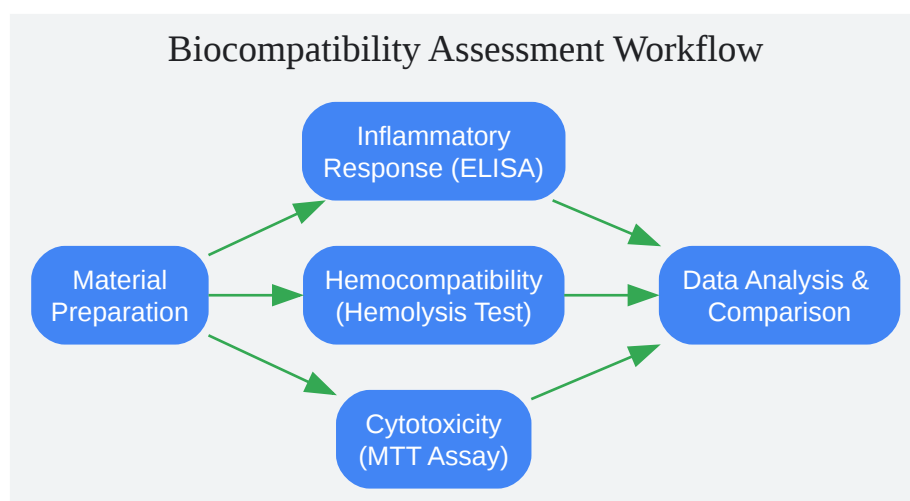 Biocompatibility Assessment Workflow
Inflammatory
Response (ELISA)
Material
Preparation
Hemocompatibility
(Hemolysis Test)
Data Analysis &
Comparison
Cytotoxicity
(MTT Assay)